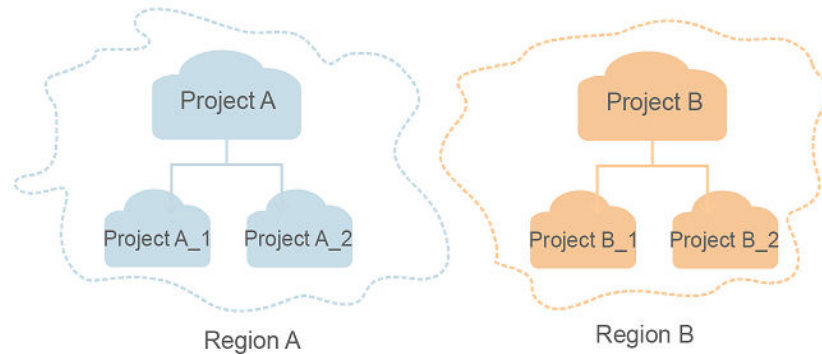 Project A
Project B
Project A_1
Project A_2
Project B_1
Project B_2
Region A
Region B